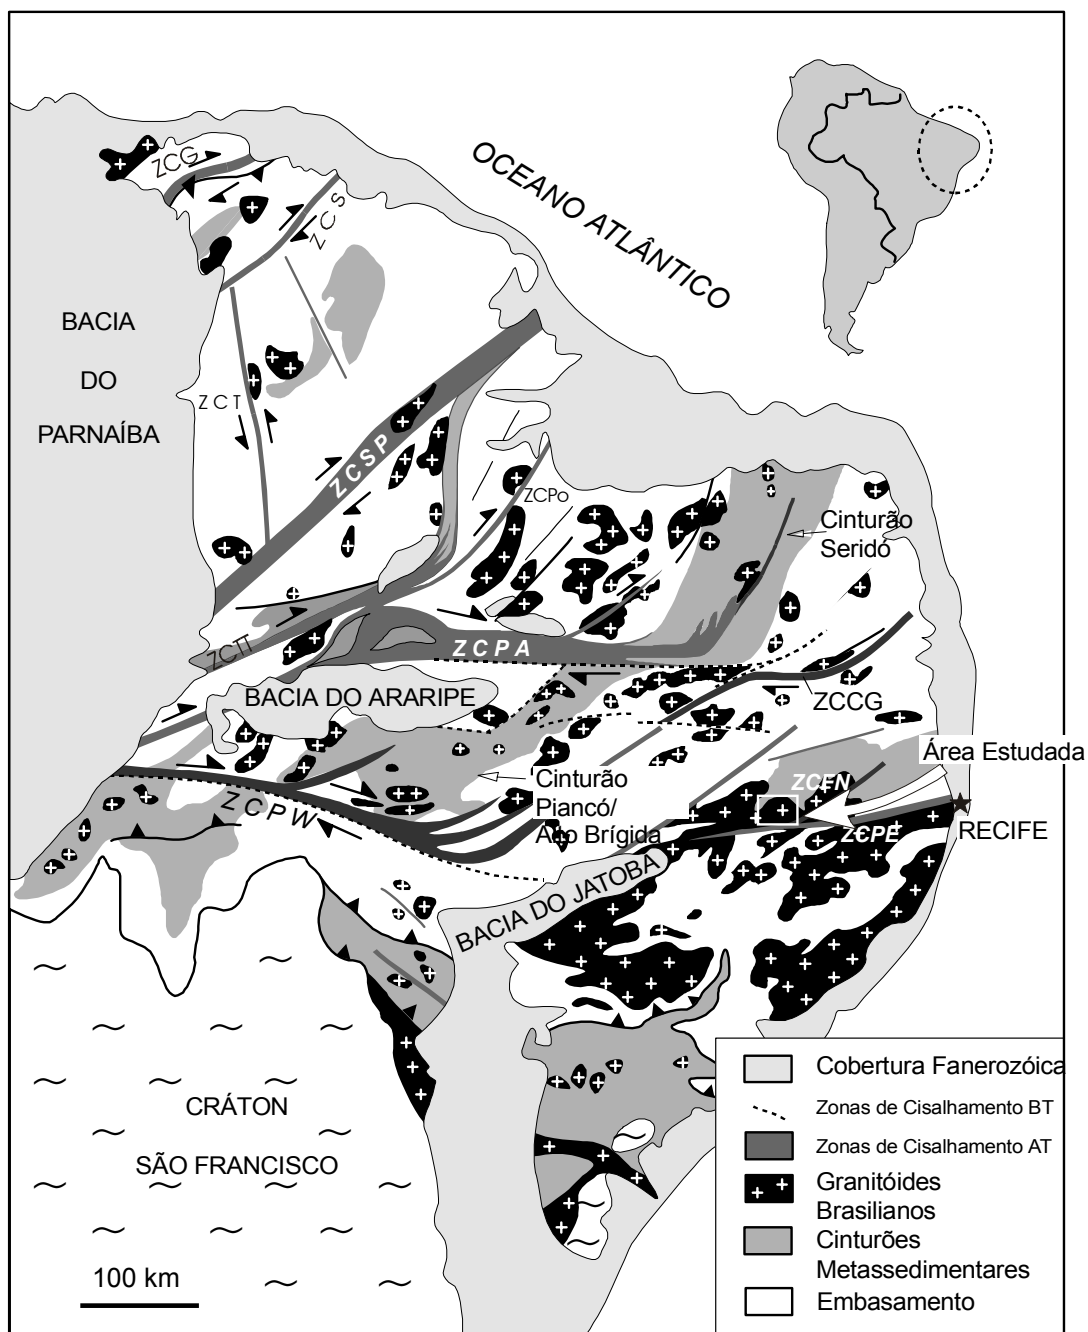 OCEANO ATLÂNTICO
ZCG
ZCS
BACIA
DO
PARNAÍBA
ZCT
ZCSP
ZCPo
Cinturão
Seridó
ZCTT
ZCPA
BACIA DO ARARIPE
ZCCG
Área Estudada
ZCFN
Cinturão
Piancó/
Alto Brígida
ZCPW
ZCPE
RECIFE
BACIA DO JATOBÁ
CRÁTON
SÃO FRANCISCO
100 km
Cobertura Fanerozóica
Zonas de Cisalhamento BT
Zonas de Cisalhamento AT
Granitóides
Brasilianos
Cinturões
Metassedimentares
Embasamento